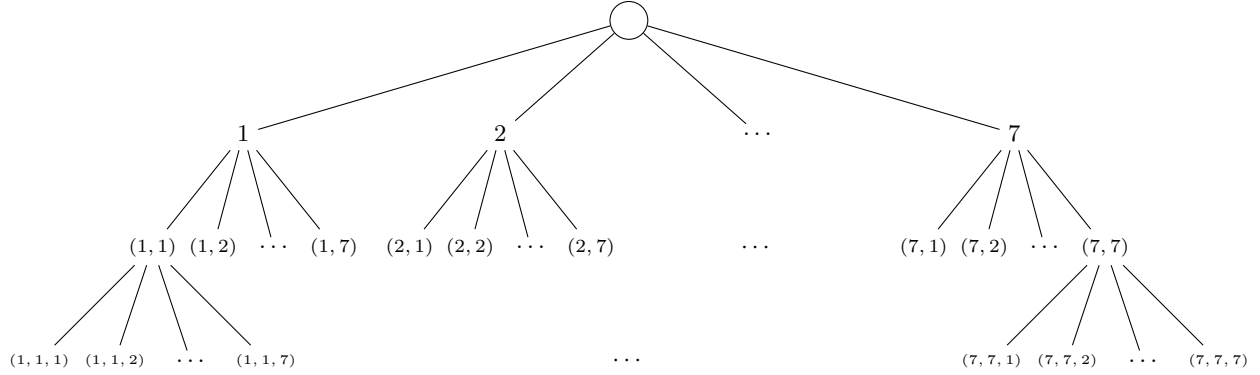 1 2 ⋯ 7
(1, 1) (1, 2) ⋯ (1, 7) (2, 1) (2, 2) ⋯ (2, 7) ⋯ (7, 1) (7, 2) ⋯ (7, 7)
(1, 1, 1) (1, 1, 2) ⋯ (1, 1, 7) ⋯ (7, 7, 1) (7, 7, 2) ⋯ (7, 7, 7)